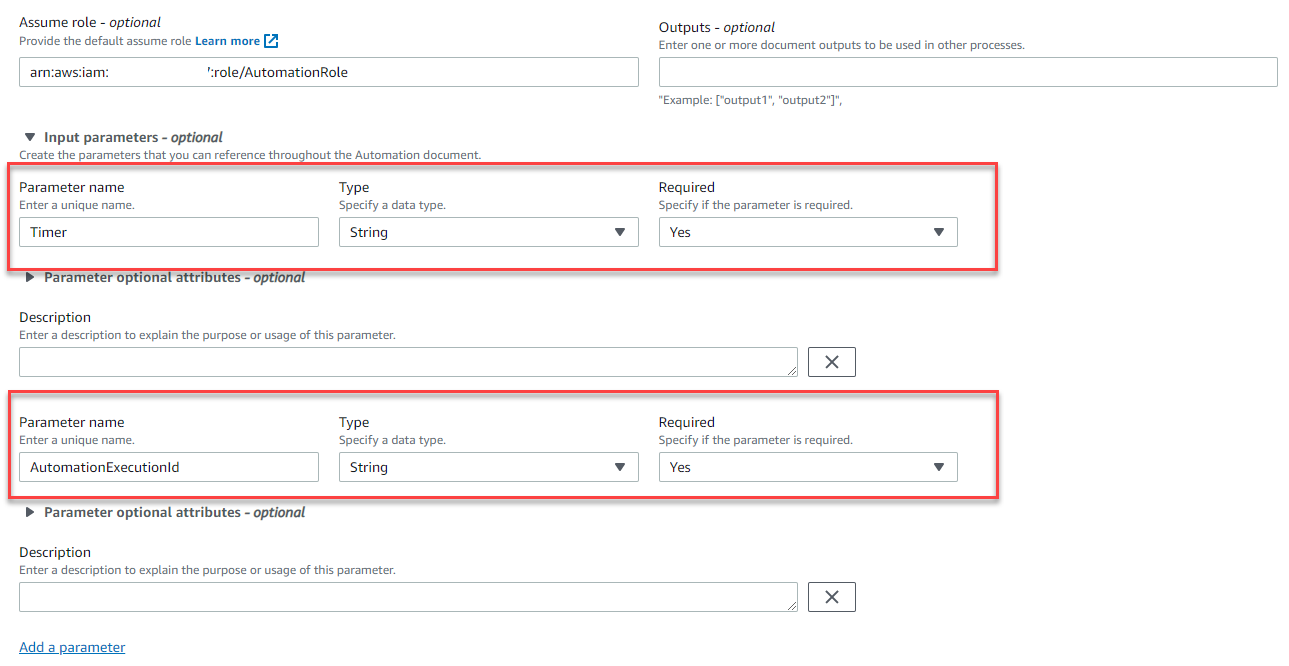 Assume role - optional
Provide the default assume role Learn more
arn:aws:iam: ':role/AutomationRole
Outputs - optional
Enter one or more document outputs to be used in other processes.
"Example: ["output1", "output2"]",
Input parameters - optional
Create the parameters that you can reference throughout the Automation document.
Parameter name Type Required
Enter a unique name. Specify a data type. Specify if the parameter is required.
Timer String Yes
Parameter optional attributes - optional
Description
Enter a description to explain the purpose or usage of this parameter.
Parameter name Type Required
Enter a unique name. Specify a data type. Specify if the parameter is required.
AutomationExecutionId String Yes
Parameter optional attributes - optional
Description
Enter a description to explain the purpose or usage of this parameter.
Add a parameter